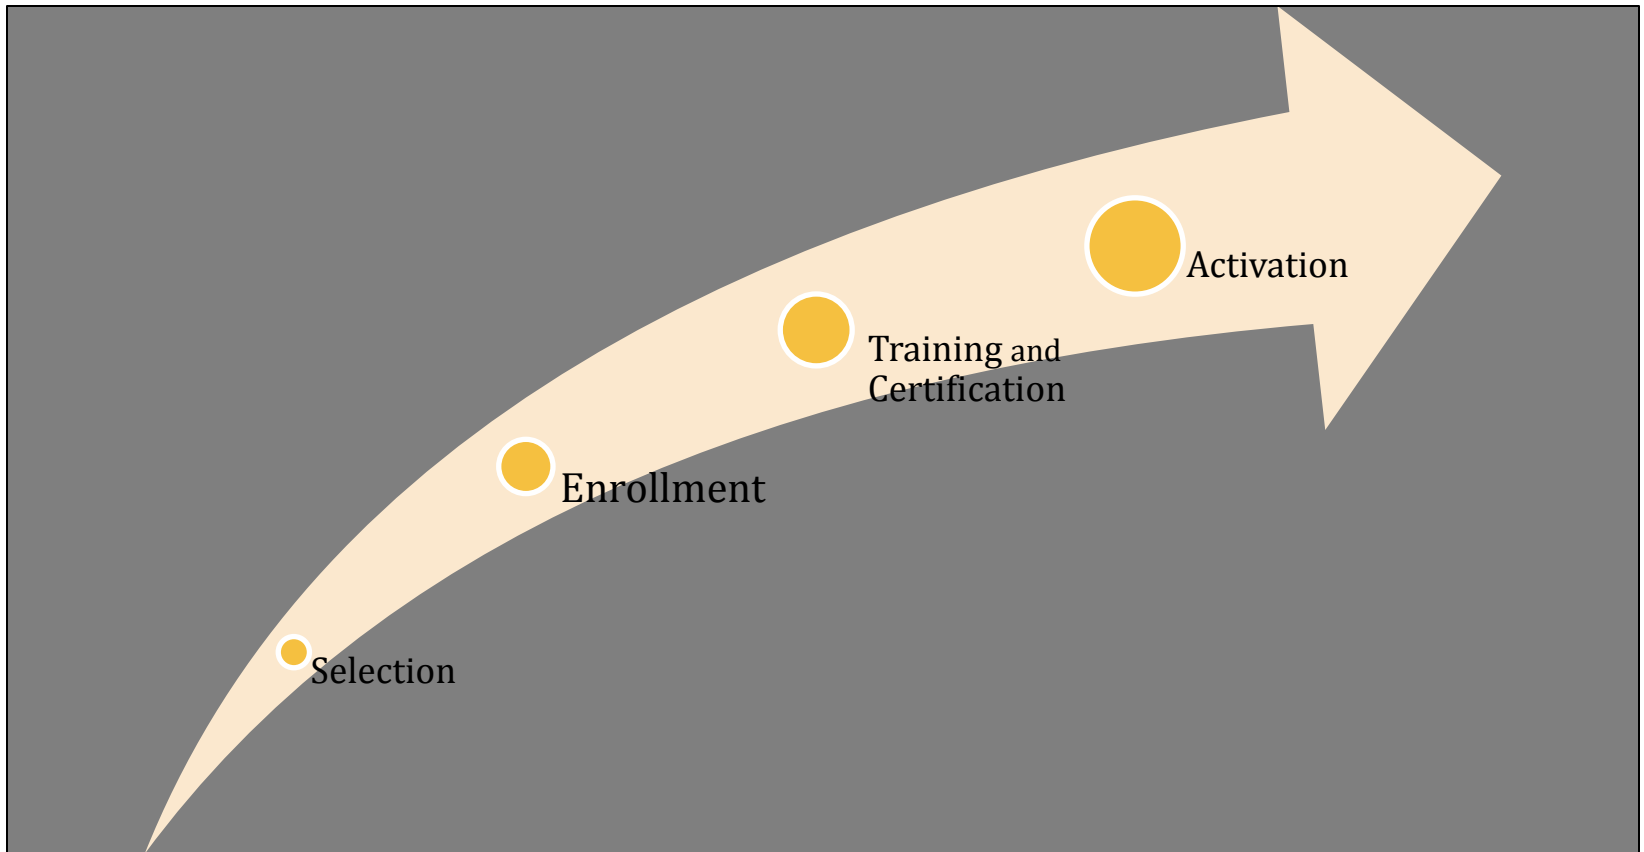 Activation
Training and
Certification
Enrollment
Selection